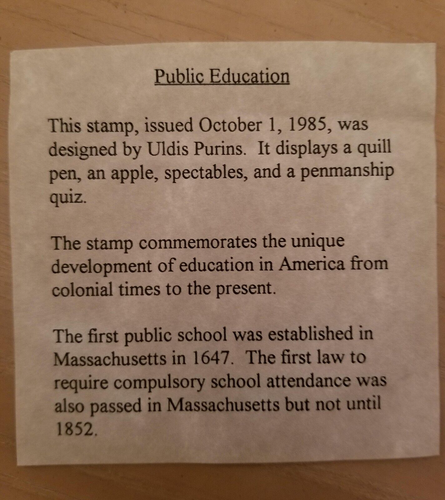 Public Education
This stamp, issued October 1, 1985, was
designed by Uldis Purins. It displays a quill
pen, an apple, spectables, and a penmanship
quiz.
The stamp commemorates the unique
development of education in America from
colonial times to the present.
The first public school was established in
Massachusetts in 1647. The first law to
require compulsory school attendance was
also passed in Massachusetts but not until
1852.